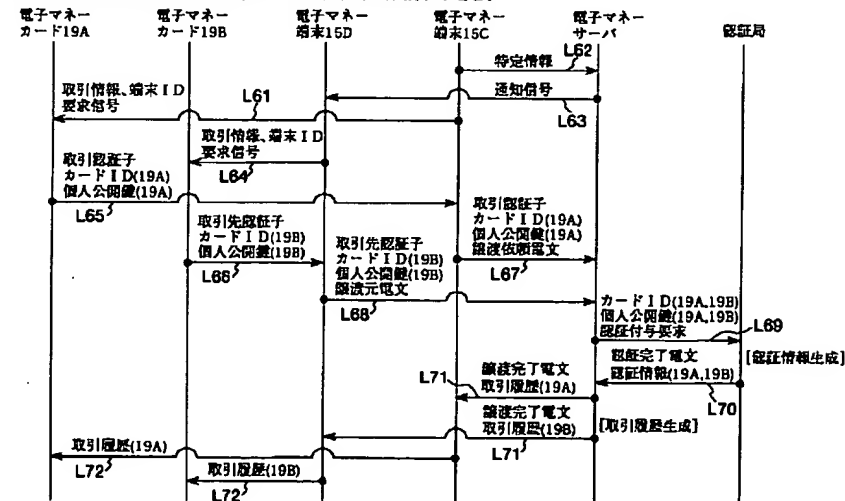 電子マネー
カード19A
電子マネー
カード19B
電子マネー
端末15D
電子マネー
端末15C
電子マネー
サーバ
認証局
特定情報
L62
通知信号
L63
取引情報、端末ID
要求信号
L61
取引情報、端末ID
要求信号
L64
取引認証子
カードID(19A)
個人公開鍵(19A)
L65
取引先認証子
カードID(19B)
個人公開鍵(19B)
L66
取引認証子
カードID(19A)
個人公開鍵(19A)
譲渡依頼電文
L67
取引先認証子
カードID(19B)
個人公開鍵(19B)
譲渡元電文
L68
カードID(19A,19B)
個人公開鍵(19A,19B)
認証付与要求
L69
[認証情報生成]
認証完了電文
認証情報(19A,19B)
L70
譲渡完了電文
取引履歴(19A)
L71
譲渡完了電文
取引履歴(19B)
L71
[取引履歴生成]
取引履歴(19A)
L72
取引履歴(19B)
L72